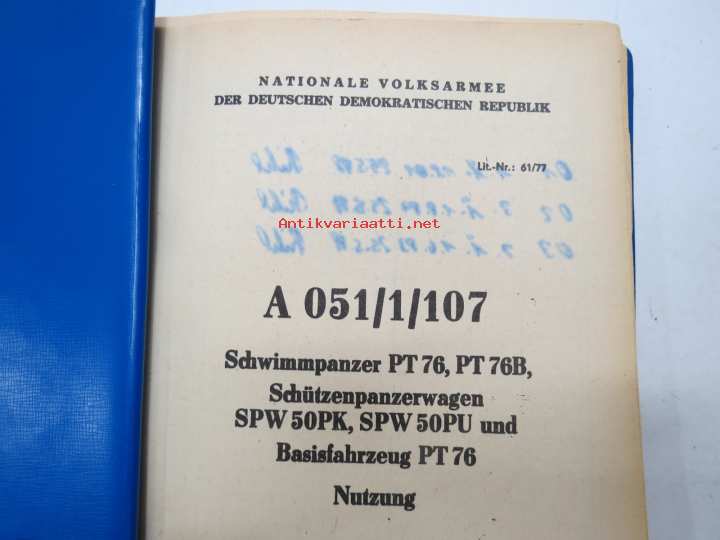 NATIONALE VOLKSARMEE
DER DEUTSCHEN DEMOKRATISCHEN REPUBLIK
Lit.-Nr.: 61/77
Antikvariaatti.net
A 051/1/107
Schwimmpanzer PT 76, PT 76B,
Schützenpanzerwagen
SPW 50PK, SPW 50PU und
Basisfahrzeug PT 76
Nutzung